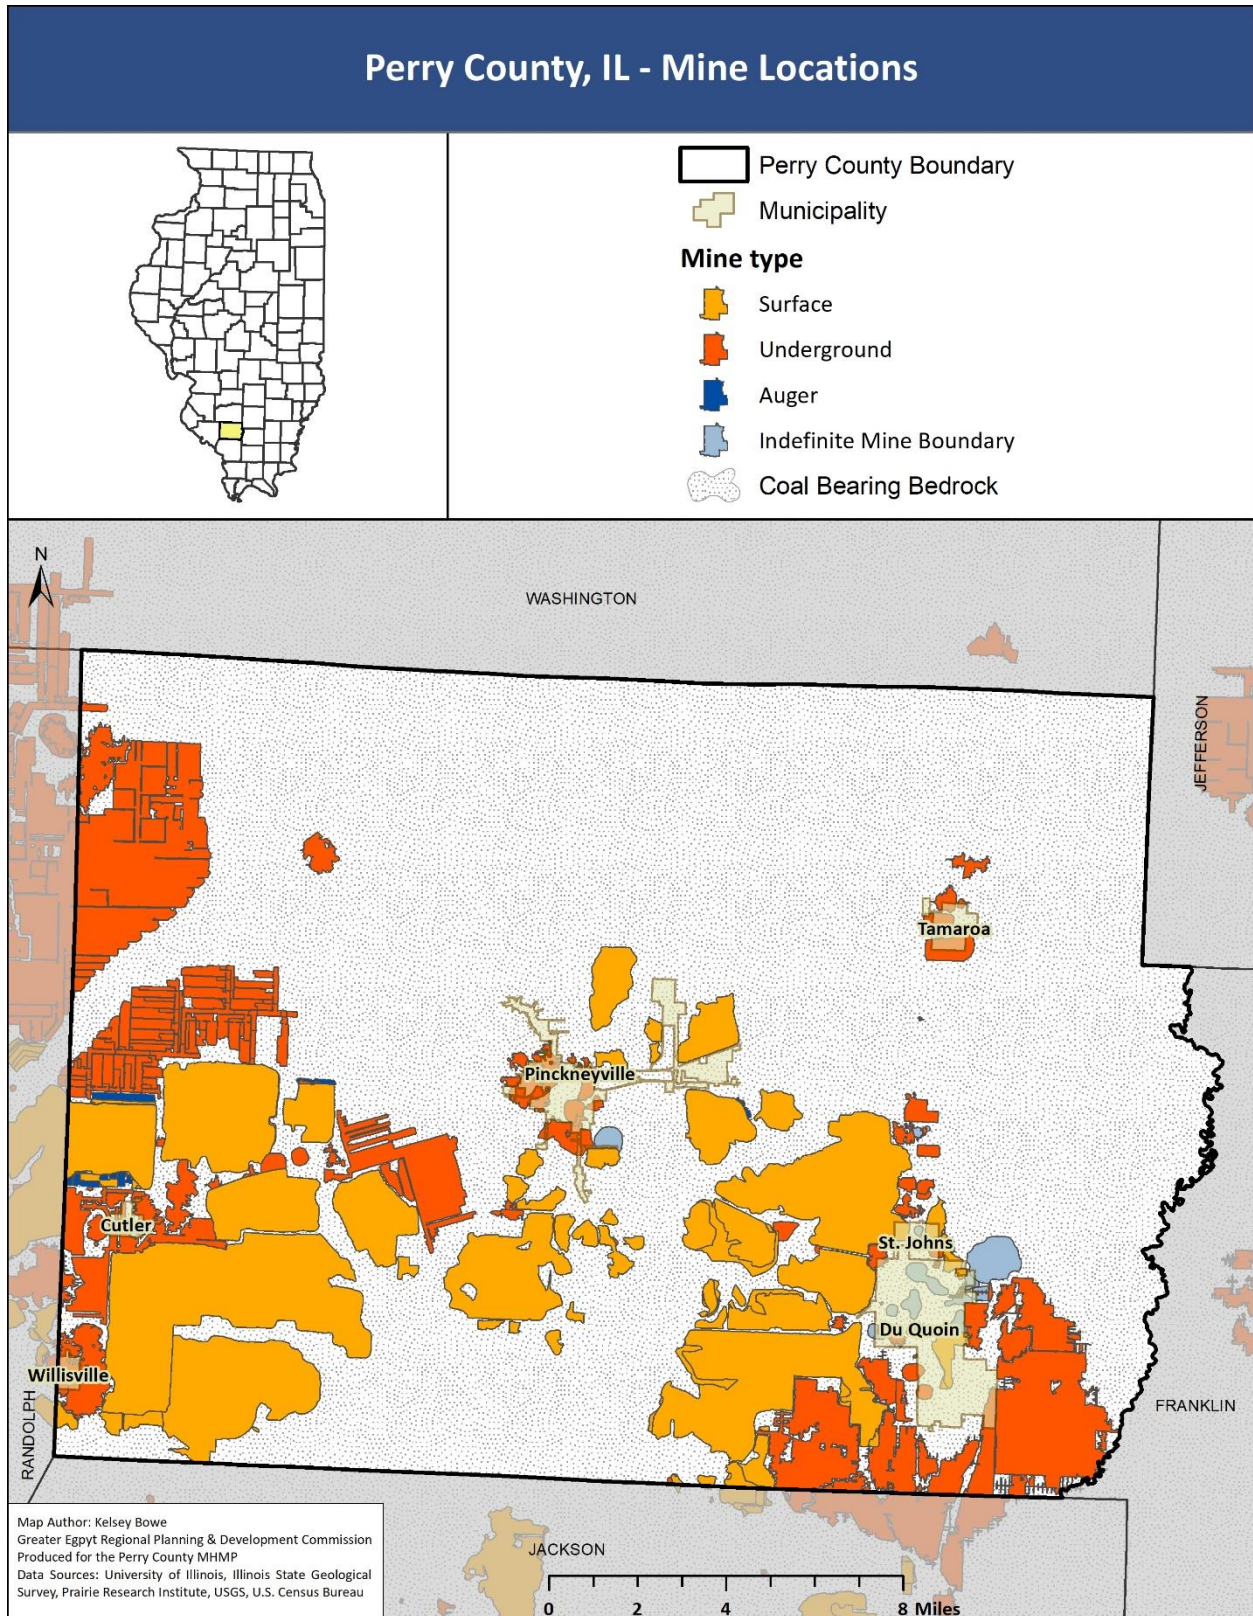 Perry County, IL - Mine Locations
Perry County Boundary
Municipality
Mine type
Surface
Underground
Auger
Indefinite Mine Boundary
Coal Bearing Bedrock
N
WASHINGTON
JEFFERSON
Tamaroa
Pinckneyville
Cutler
St. Johns
Du Quoin
Willisville
RANDOLPH
FRANKLIN
JACKSON
Map Author: Kelsey Bowe
Greater Egpyt Regional Planning & Development Commission
Produced for the Perry County MHMP
Data Sources: University of Illinois, Illinois State Geological
Survey, Prairie Research Institute, USGS, U.S. Census Bureau
0 2 4 8 Miles